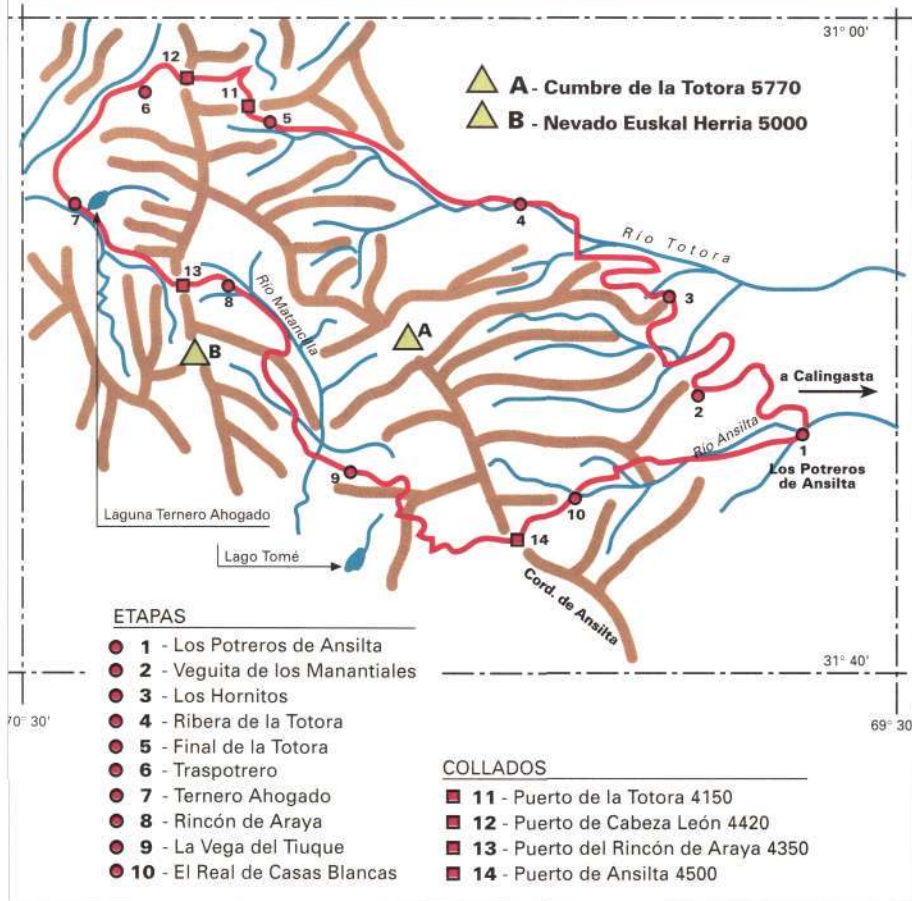 31° 00'
A - Cumbre de la Totora 5770
B - Nevado Euskal Herria 5000
12
11
6
5
7
4
Río Totora
13
8
Río Matancilla
3
A
B
a Calingasta
2
Río Ansilta
1
Los Potreros
de Ansilta
9
10
Laguna Ternero Ahogado
14
Lago Tomé
Cord. de Ansilta
31° 40'
70° 30'
69° 30'
ETAPAS
1 - Los Potreros de Ansilta
2 - Veguita de los Manantiales
3 - Los Hornitos
4 - Ribera de la Totora
5 - Final de la Totora
6 - Traspotrero
7 - Ternero Ahogado
8 - Rincón de Araya
9 - La Vega del Tiuque
10 - El Real de Casas Blancas
COLLADOS
11 - Puerto de la Totora 4150
12 - Puerto de Cabeza León 4420
13 - Puerto del Rincón de Araya 4350
14 - Puerto de Ansilta 4500